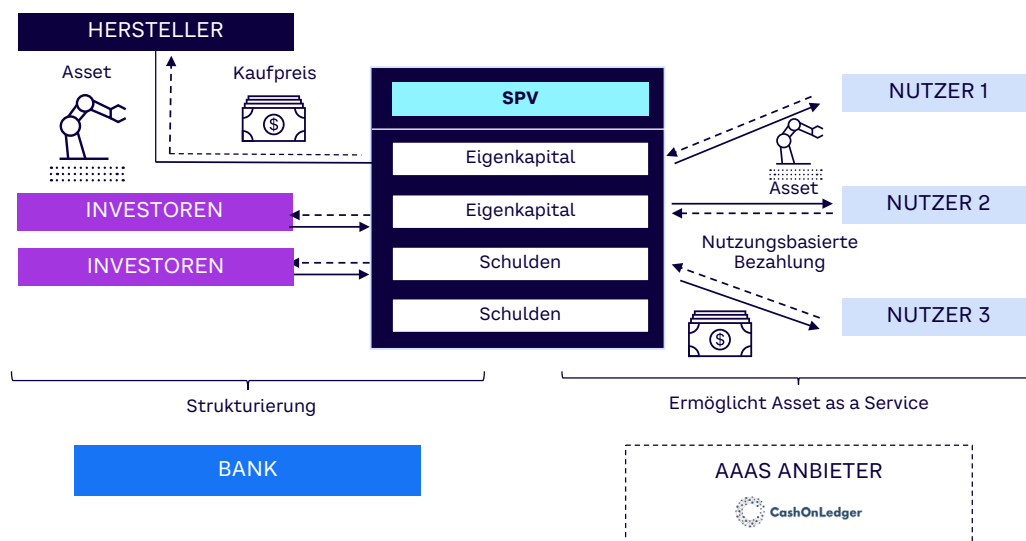 HERSTELLER
Asset
Kaufpreis
$
SPV
Eigenkapital
Eigenkapital
Schulden
Schulden
INVESTOREN
INVESTOREN
NUTZER 1
Asset
NUTZER 2
Nutzungsbasierte
Bezahlung
$
NUTZER 3
Strukturierung
Ermöglicht Asset as a Service
BANK
AAAS ANBIETER
CashOnLedger